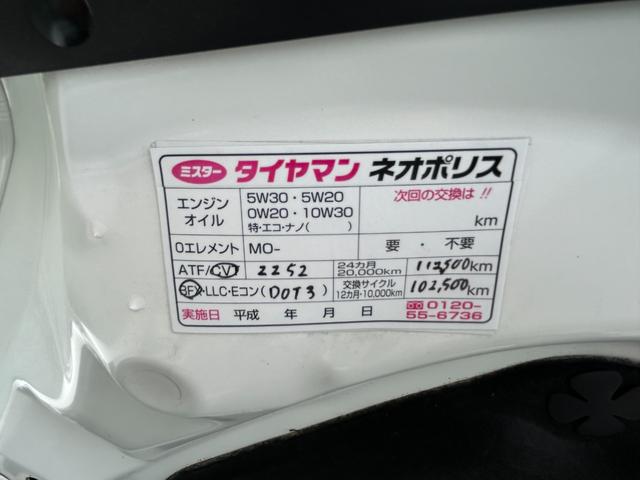 ミスター タイヤマン ネオポリス
エンジンオイル 5W30・5W20 次回の交換は!!
0W20・10W30
特・エコ・ナノ( ) km
Oエレメント MO- 要・不要
ATF/CVT 2252 24カ月 20,000km 112,500km
BF・LLC・Eコン(DOT3) 交換サイクル 12カ月・10,000km 102,500km
実施日 平成 年 月 日 0120-
55-6736